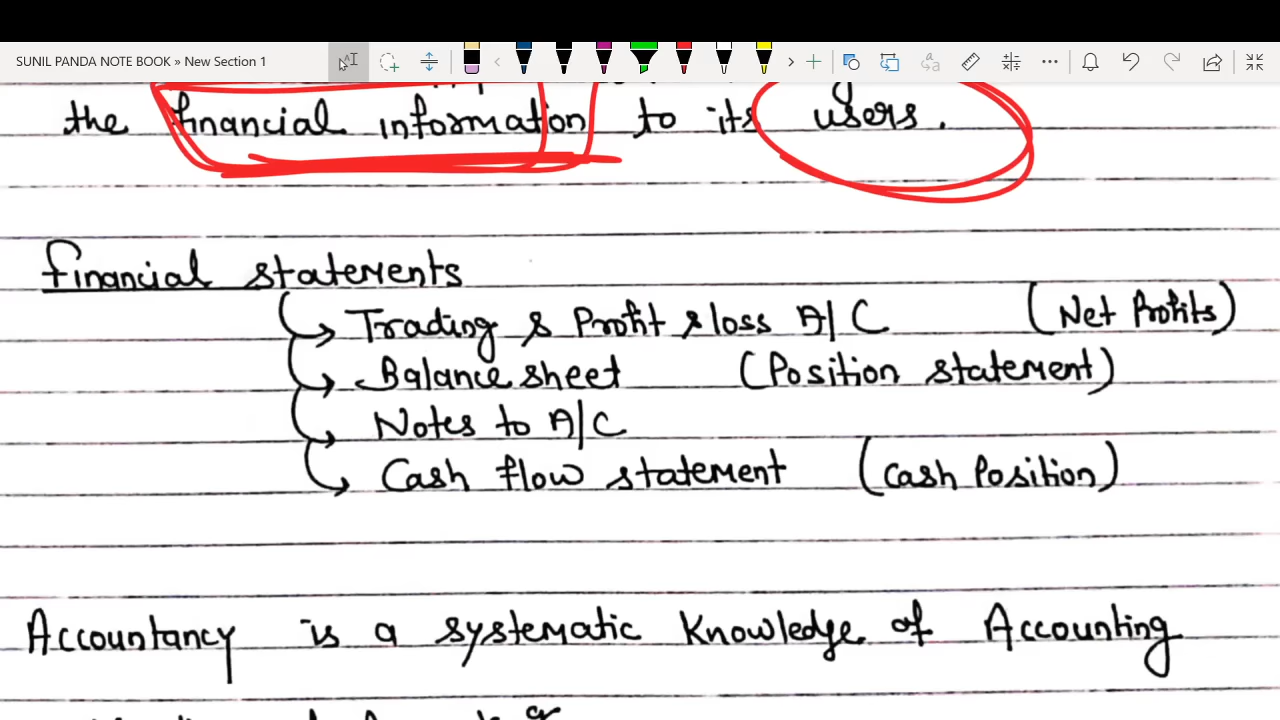 SUNIL PANDA NOTE BOOK » New Section 1
the financial information to its users.
Financial statements
Trading & Profit & loss A/C (Net Profits)
Balance sheet (Position statement)
Notes to A/C
Cash flow statement (Cash Position)
Accountancy is a systematic knowledge of Accounting